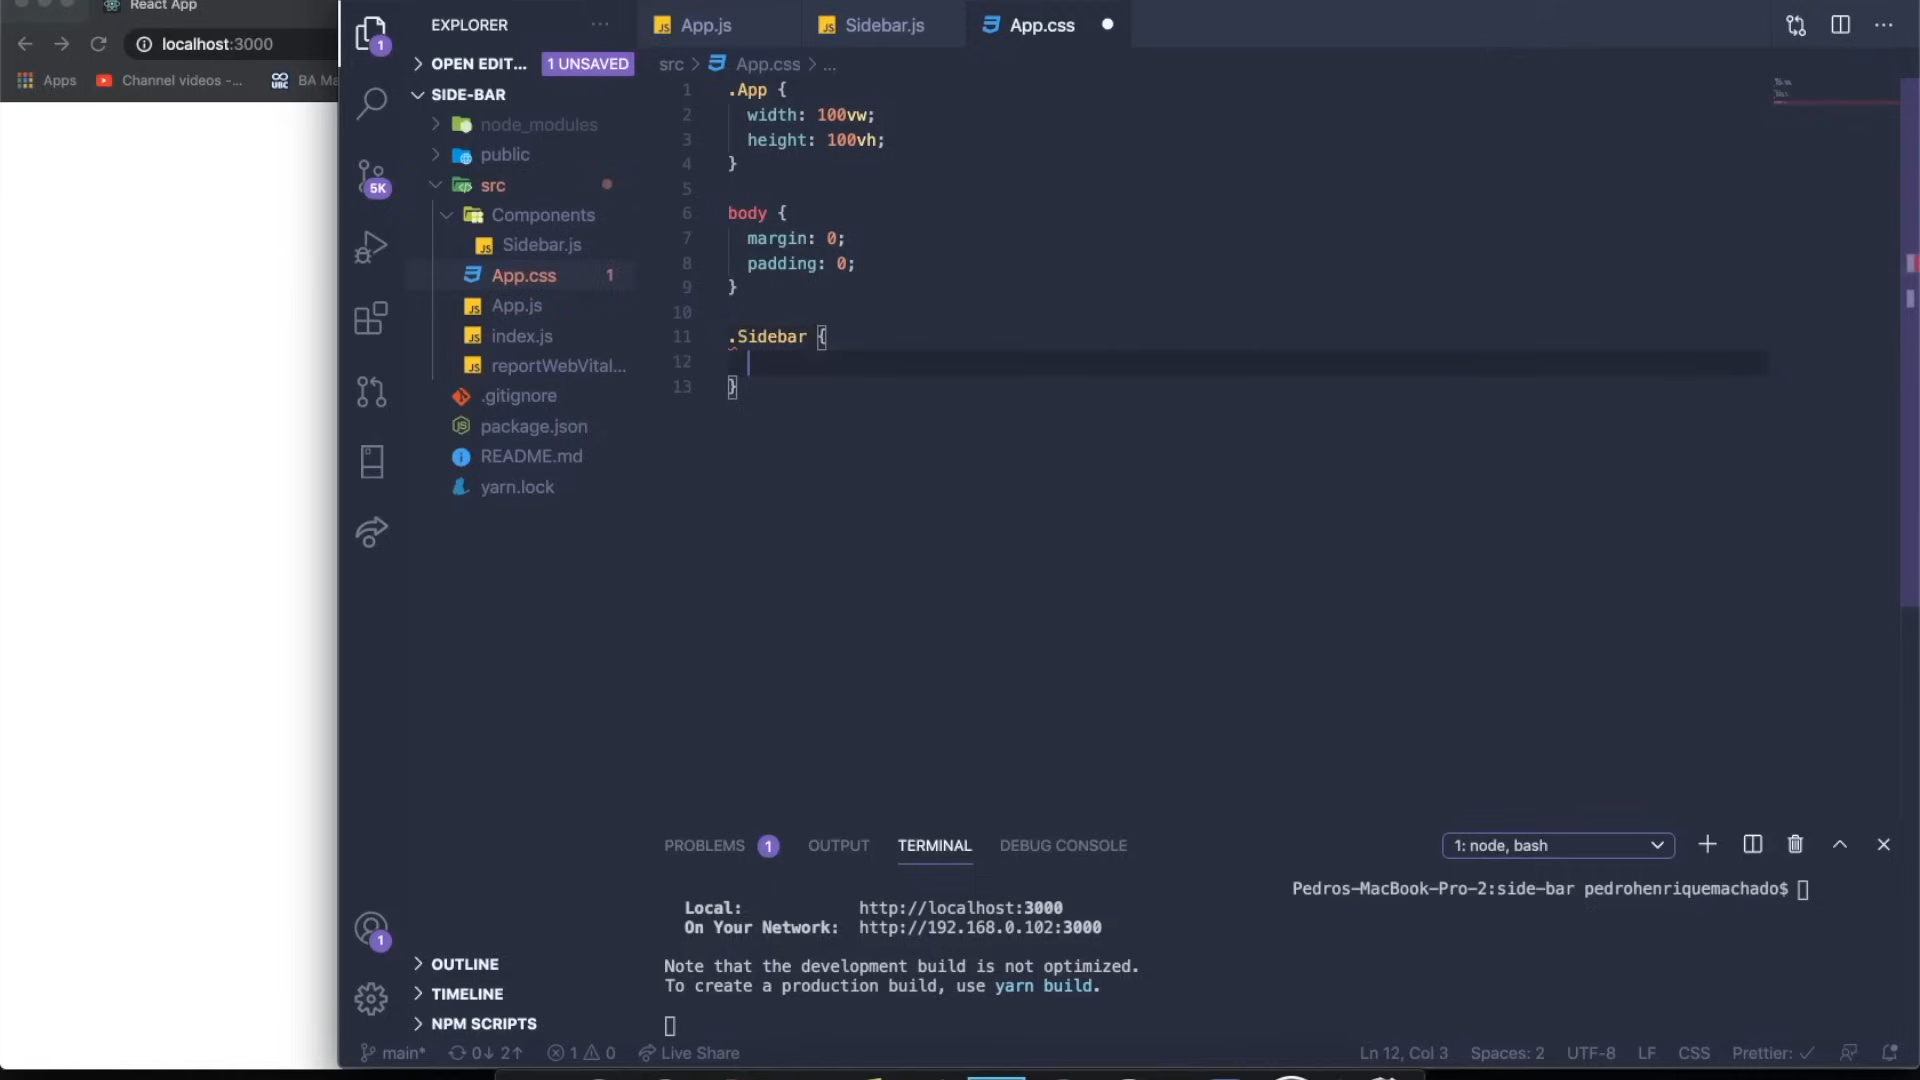 React App
localhost:3000
Apps
Channel videos -...
BA Ma
1
5K
1
EXPLORER
OPEN EDIT...
1 UNSAVED
SIDE-BAR
node_modules
public
src
Components
Sidebar.js
App.css
1
App.js
index.js
reportWebVital...
.gitignore
package.json
README.md
yarn.lock
OUTLINE
TIMELINE
NPM SCRIPTS
App.js
Sidebar.js
App.css
src > App.css > ...
1 .App {
2 width: 100vw;
3 height: 100vh;
4 }
5
6 body {
7 margin: 0;
8 padding: 0;
9 }
10
11 .Sidebar {
12
13 }
PROBLEMS 1 OUTPUT TERMINAL DEBUG CONSOLE
1: node, bash
Local: http://localhost:3000
On Your Network: http://192.168.0.102:3000
Note that the development build is not optimized.
To create a production build, use yarn build.
Pedros-MacBook-Pro-2:side-bar pedrohenriquemachado$
main* 0↓ 2↑ 1 0 Live Share
Ln 12, Col 3 Spaces: 2 UTF-8 LF CSS Prettier: ✓